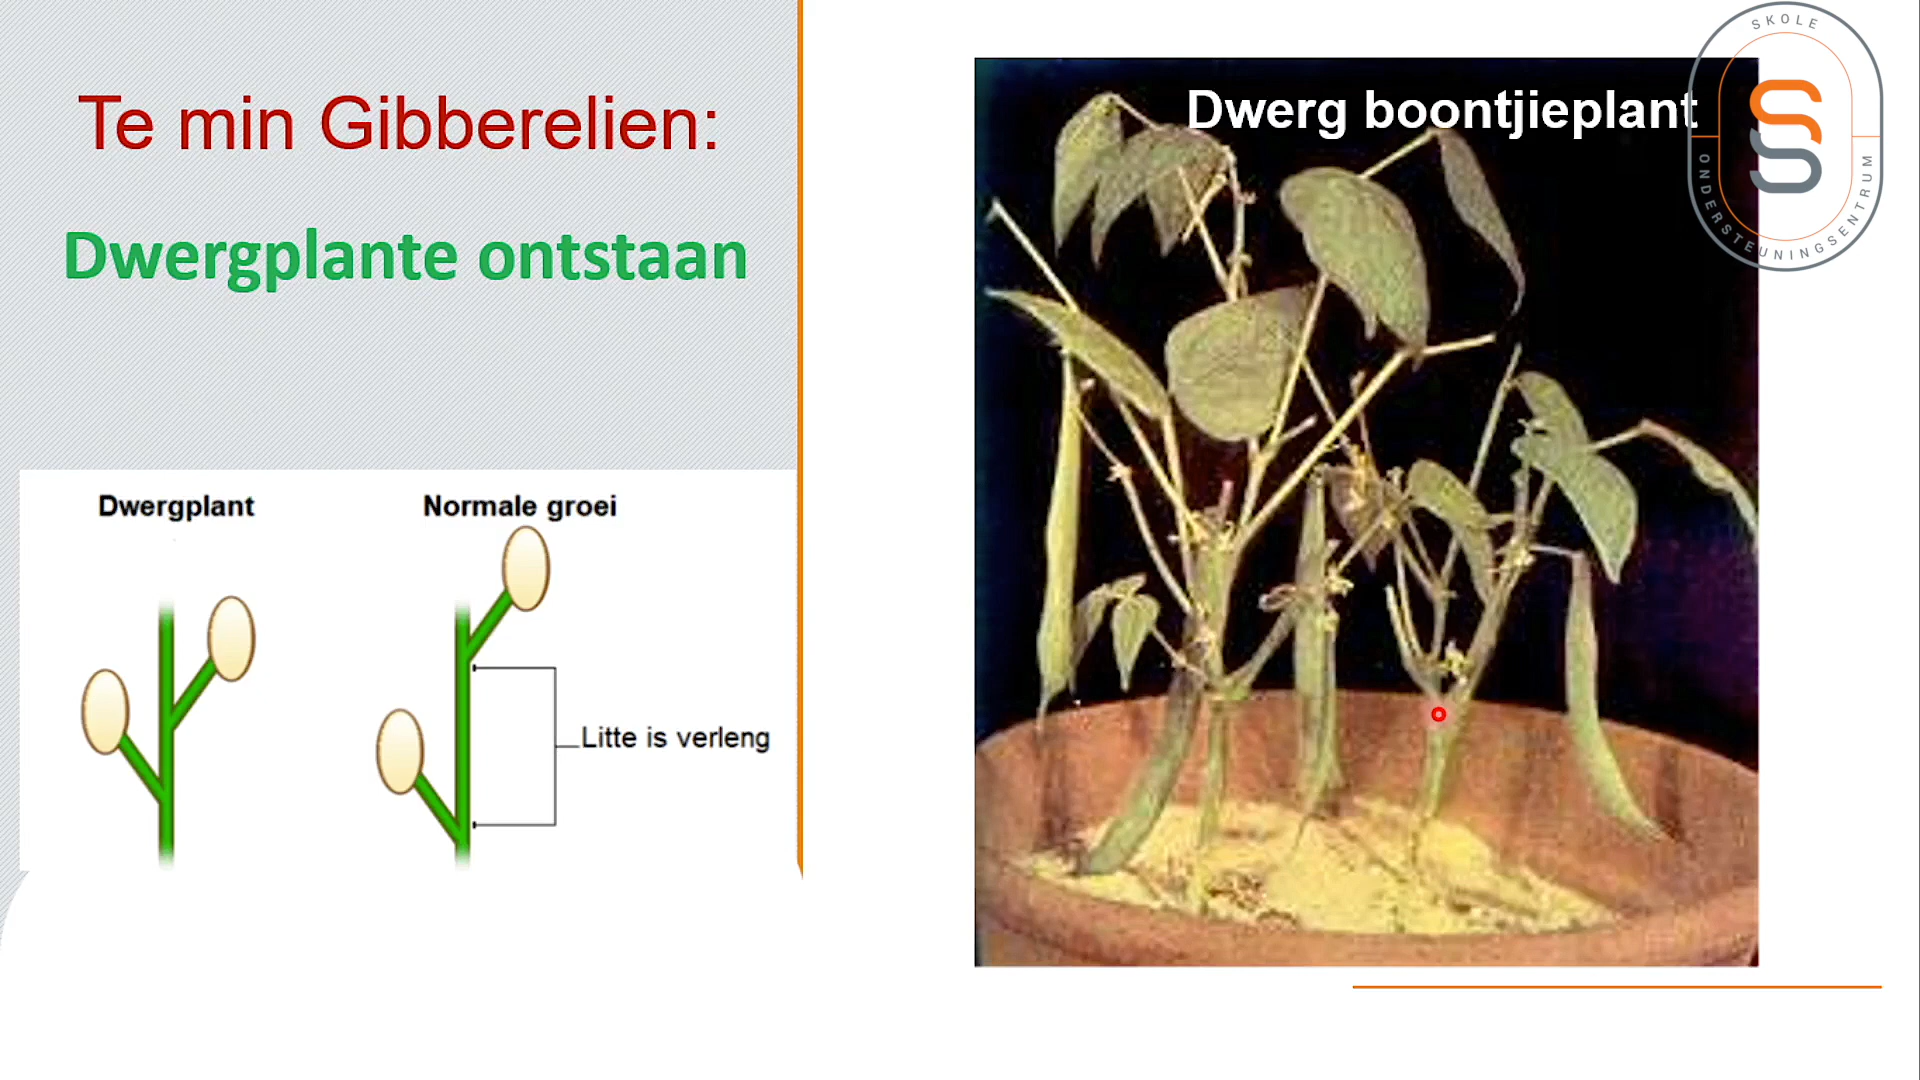 Te min Gibberelien:
Dwergplante ontstaan
Dwergplant
Normale groei
Litte is verleng
Dwerg boontjieplant
SKOLE
ONDERSTEUNINGSENTRUM